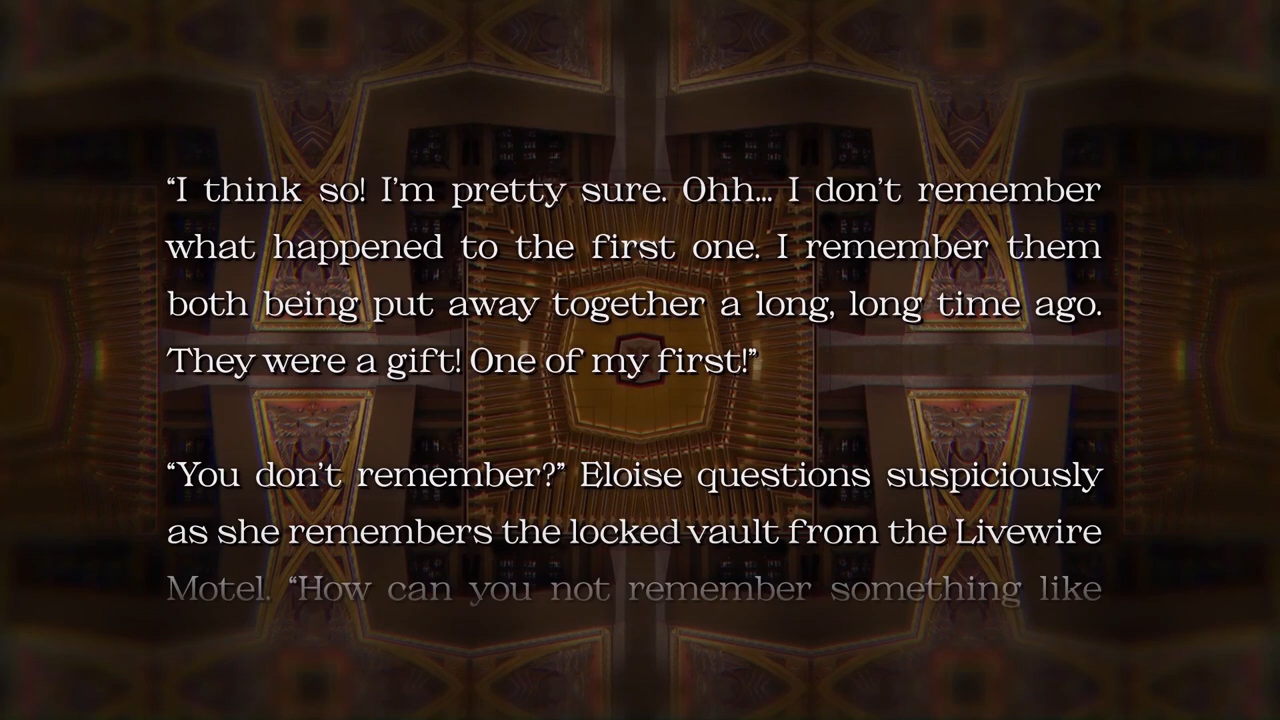 “I think so! I’m pretty sure. Ohh... I don’t remember
what happened to the first one. I remember them
both being put away together a long, long time ago.
They were a gift! One of my first!”
“You don’t remember?” Eloise questions suspiciously
as she remembers the locked vault from the Livewire
Motel. “How can you not remember something like